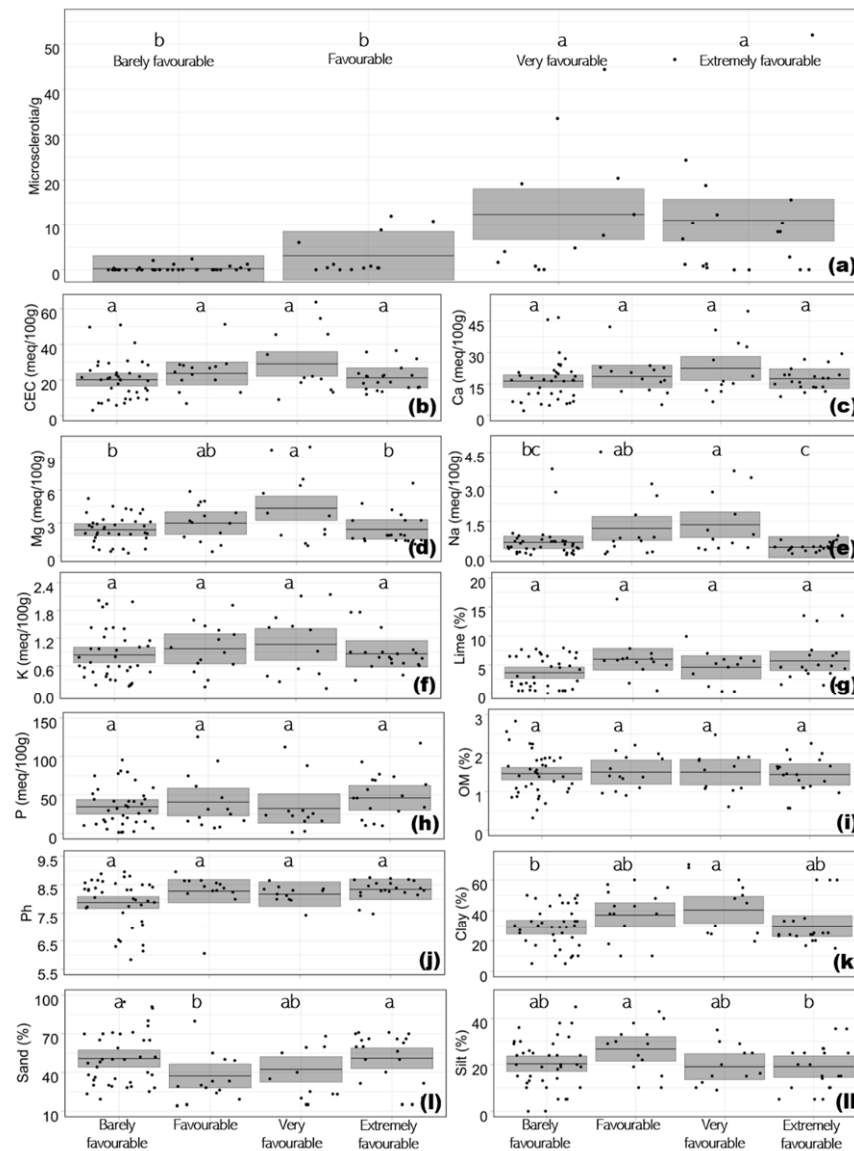 b b a a
Barely favourable Favourable Very favourable Extremely favourable
50
40
30
20
10
0
Microsclerotia/g
(a)
a a a a
60
40
20
0
CEC (meq/100g)
(b)
a a a a
45
30
15
0
Ca (meq/100g)
(c)
b ab a b
9
6
3
0
Mg (meq/100g)
(d)
bc ab a c
4.5
3.0
1.5
0.0
Na (meq/100g)
(e)
a a a a
2.4
1.2
0.6
0.0
K (meq/100g)
(f)
a a a a
20
15
10
5
0
Lime (%)
(g)
a a a a
150
100
50
0
P (meq/100g)
(h)
a a a a
3
2
1
0
OM (%)
(i)
a a a a
9.5
8.5
7.5
6.5
5.5
Ph
(j)
b ab a ab
60
40
20
0
Clay (%)
(k)
a b ab a
100
70
40
10
Sand (%)
(l)
ab a ab b
40
20
0
Silt (%)
(ll)
Barely favourable Favourable Very favourable Extremely favourable
Barely favourable Favourable Very favourable Extremely favourable